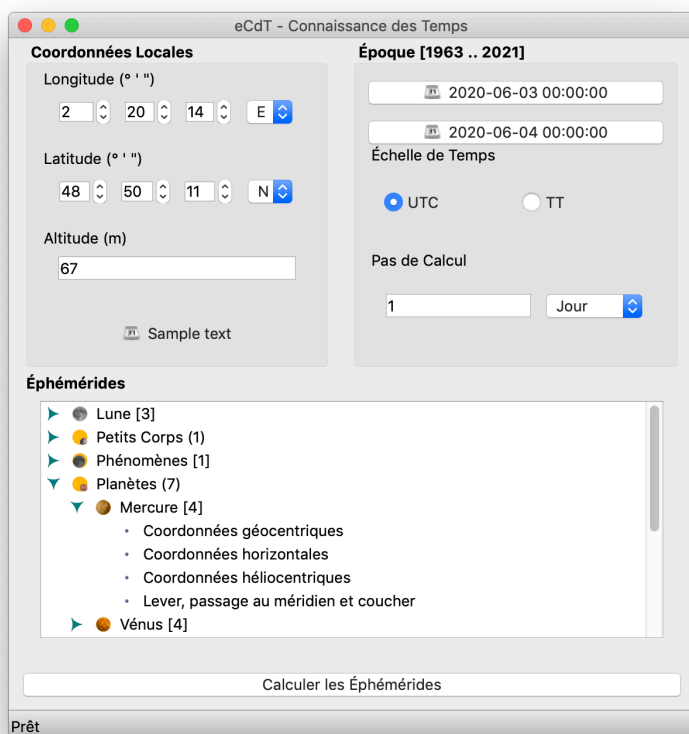 eCdT - Connaissance des Temps
Coordonnées Locales
Longitude (° ' ")
2 20 14 E
Latitude (° ' ")
48 50 11 N
Altitude (m)
67
Sample text
Époque [1963 .. 2021]
31 2020-06-03 00:00:00
31 2020-06-04 00:00:00
Échelle de Temps
UTC TT
Pas de Calcul
1 Jour
Éphémérides
Lune [3]
Petits Corps (1)
Phénomènes [1]
Planètes (7)
Mercure [4]
• Coordonnées géocentriques
• Coordonnées horizontales
• Coordonnées héliocentriques
• Lever, passage au méridien et coucher
Vénus [4]
Calculer les Éphémérides
Prêt